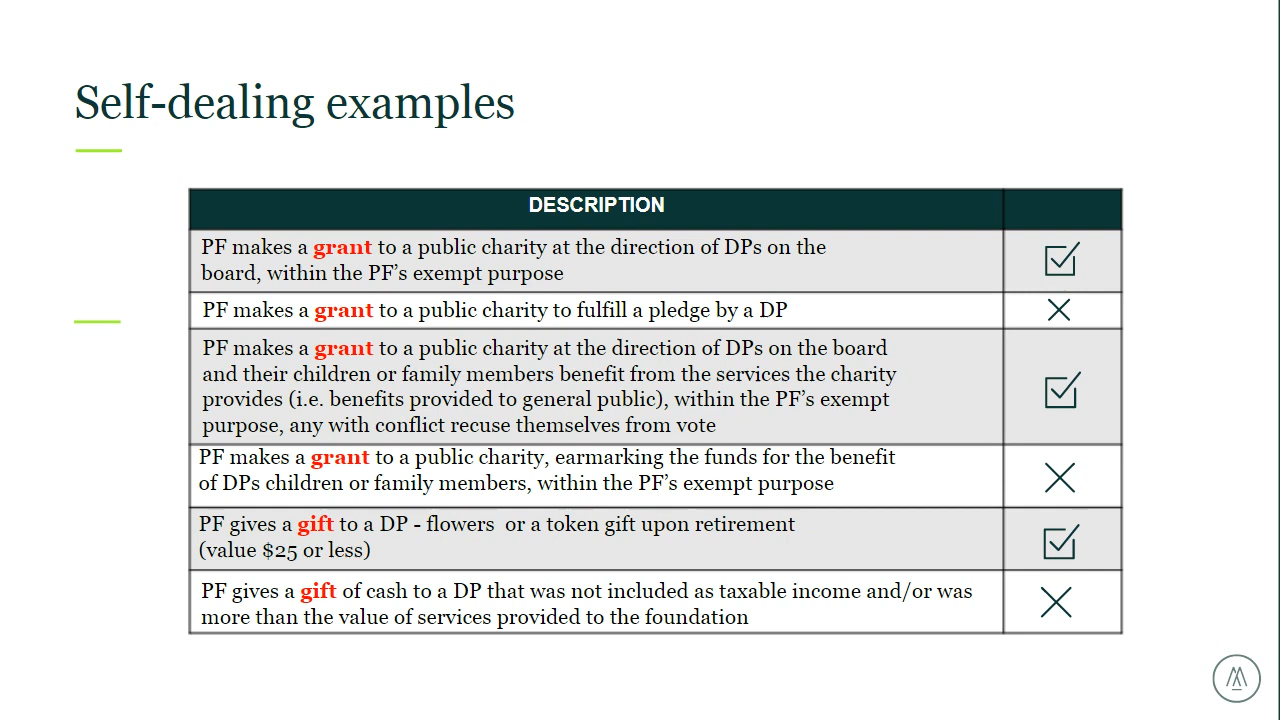 Self-dealing examples
DESCRIPTION
PF makes a grant to a public charity at the direction of DPs on the
board, within the PF’s exempt purpose
PF makes a grant to a public charity to fulfill a pledge by a DP
PF makes a grant to a public charity at the direction of DPs on the board
and their children or family members benefit from the services the charity
provides (i.e. benefits provided to general public), within the PF’s exempt
purpose, any with conflict recuse themselves from vote
PF makes a grant to a public charity, earmarking the funds for the benefit
of DPs children or family members, within the PF’s exempt purpose
PF gives a gift to a DP - flowers or a token gift upon retirement
(value $25 or less)
PF gives a gift of cash to a DP that was not included as taxable income and/or was
more than the value of services provided to the foundation